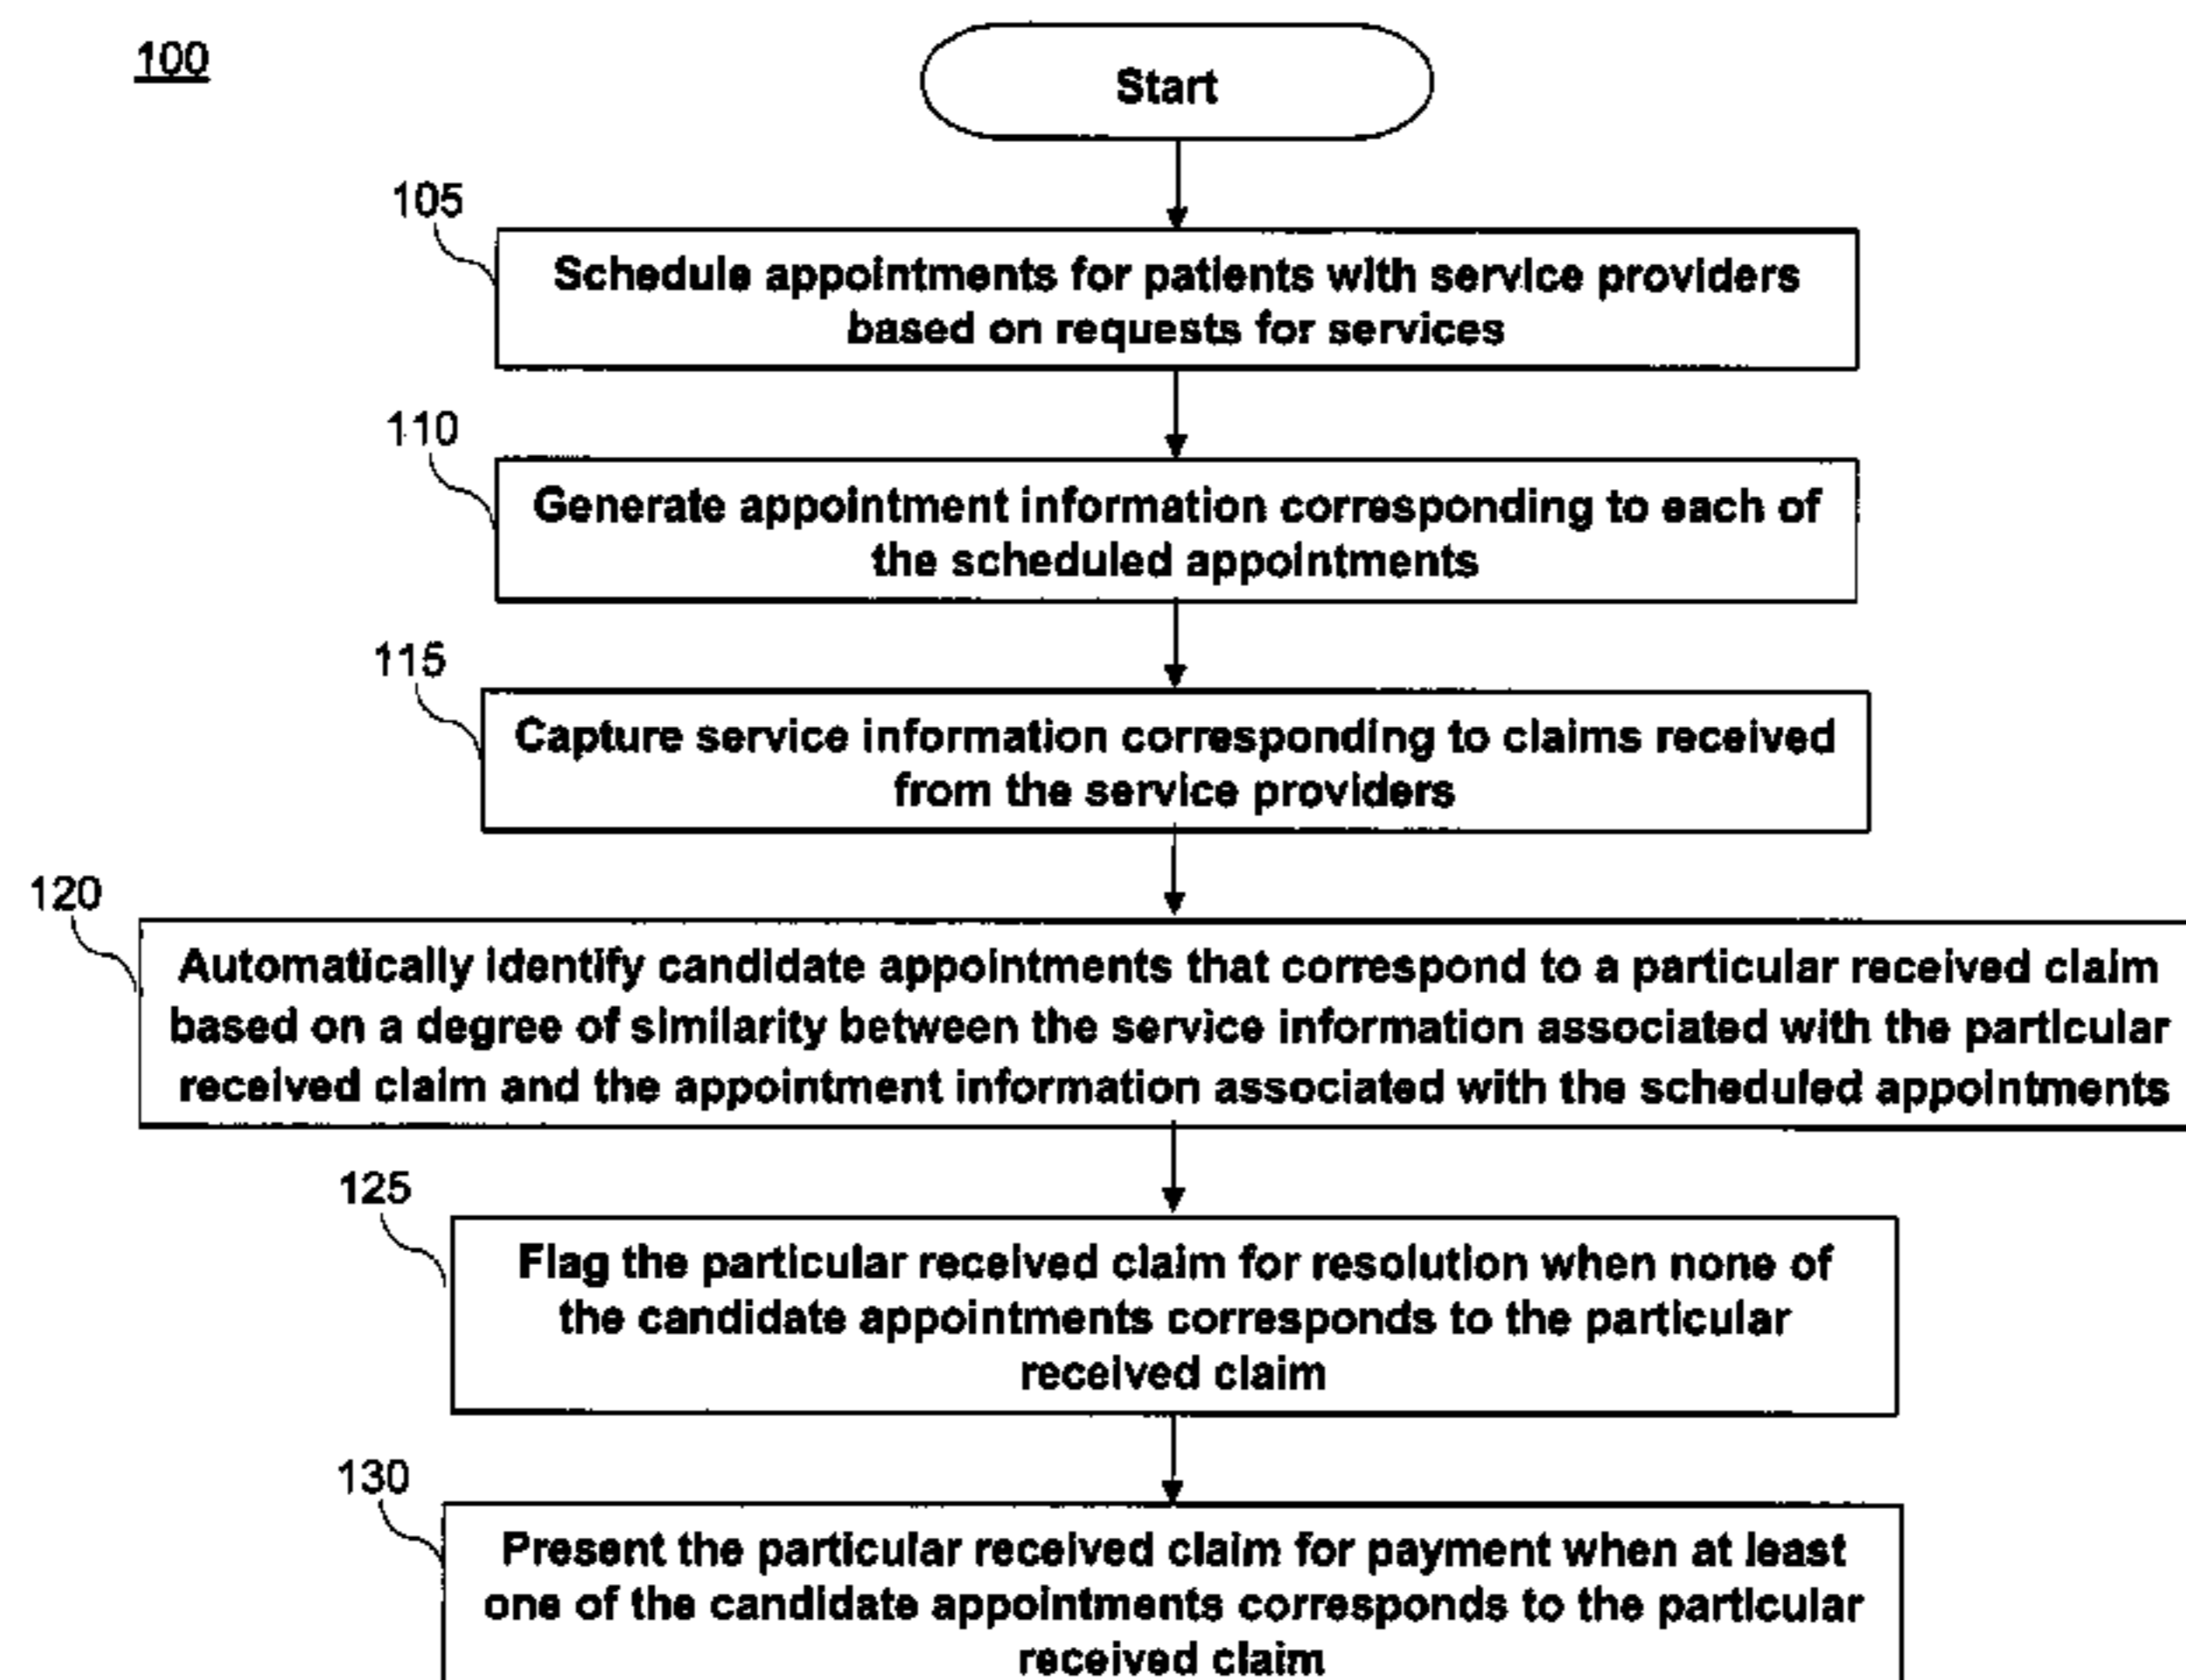 100
Start
105
Schedule appointments for patients with service providers
based on requests for services
110
Generate appointment information corresponding to each of
the scheduled appointments
115
Capture service information corresponding to claims received
from the service providers
120
Automatically identify candidate appointments that correspond to a particular received claim
based on a degree of similarity between the service information associated with the particular
received claim and the appointment information associated with the scheduled appointments
125
Flag the particular received claim for resolution when none of
the candidate appointments corresponds to the particular
received claim
130
Present the particular received claim for payment when at least
one of the candidate appointments corresponds to the particular
received claim